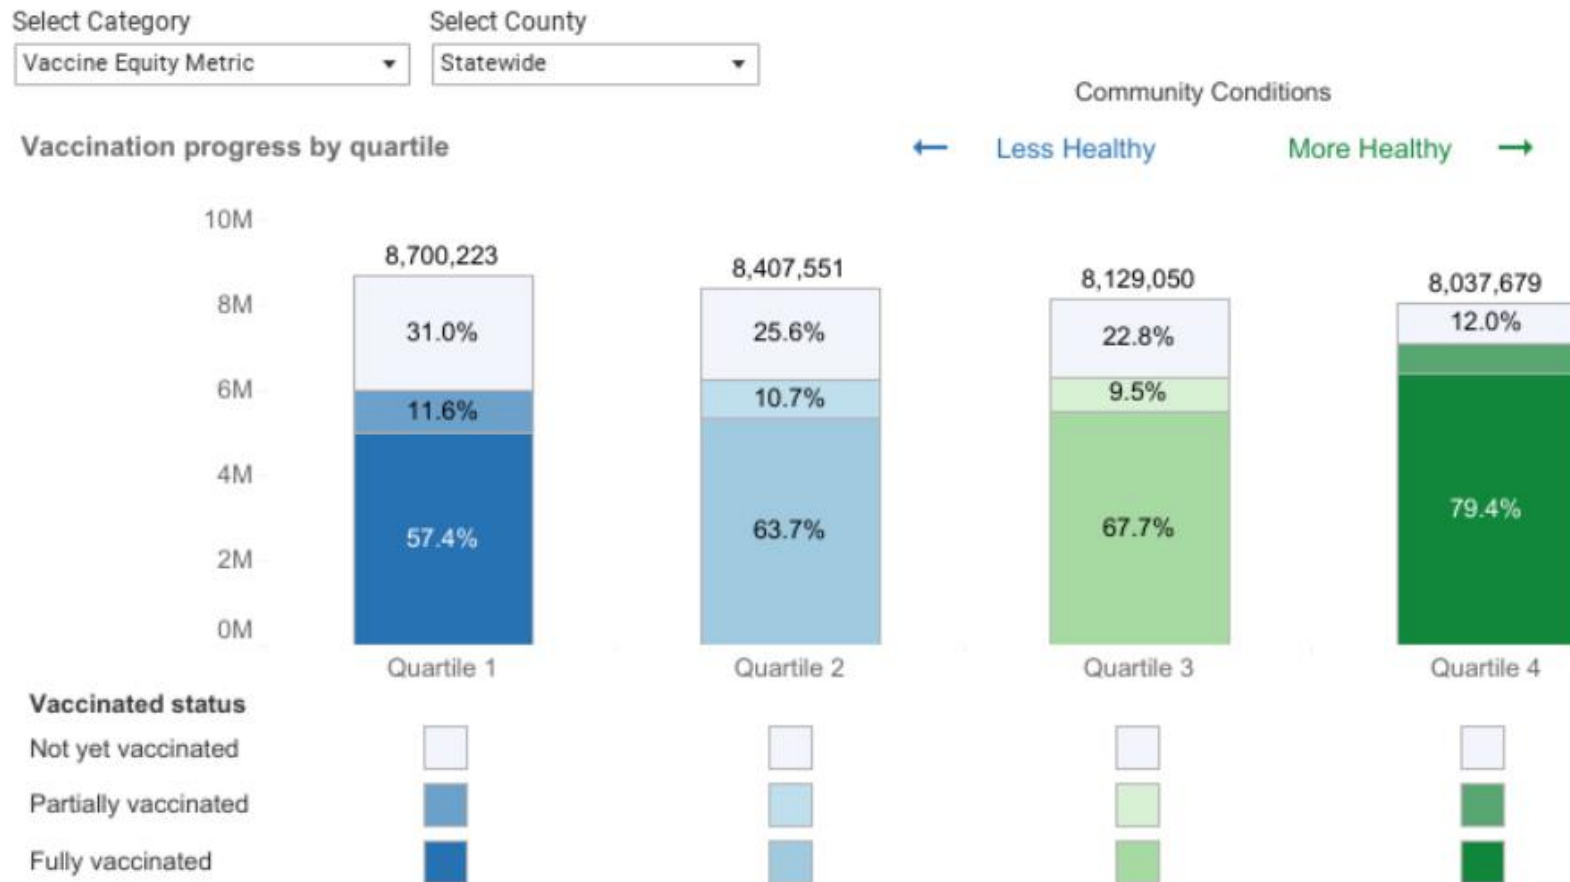 Select Category Select County
Vaccine Equity Metric Statewide
Community Conditions
Vaccination progress by quartile Less Healthy More Healthy
10M
8,700,223 8,407,551 8,129,050 8,037,679
8M
31.0% 25.6% 22.8% 12.0%
6M
11.6% 10.7% 9.5%
4M
57.4% 63.7% 67.7% 79.4%
2M
0M
Quartile 1 Quartile 2 Quartile 3 Quartile 4
Vaccinated status
Not yet vaccinated
Partially vaccinated
Fully vaccinated